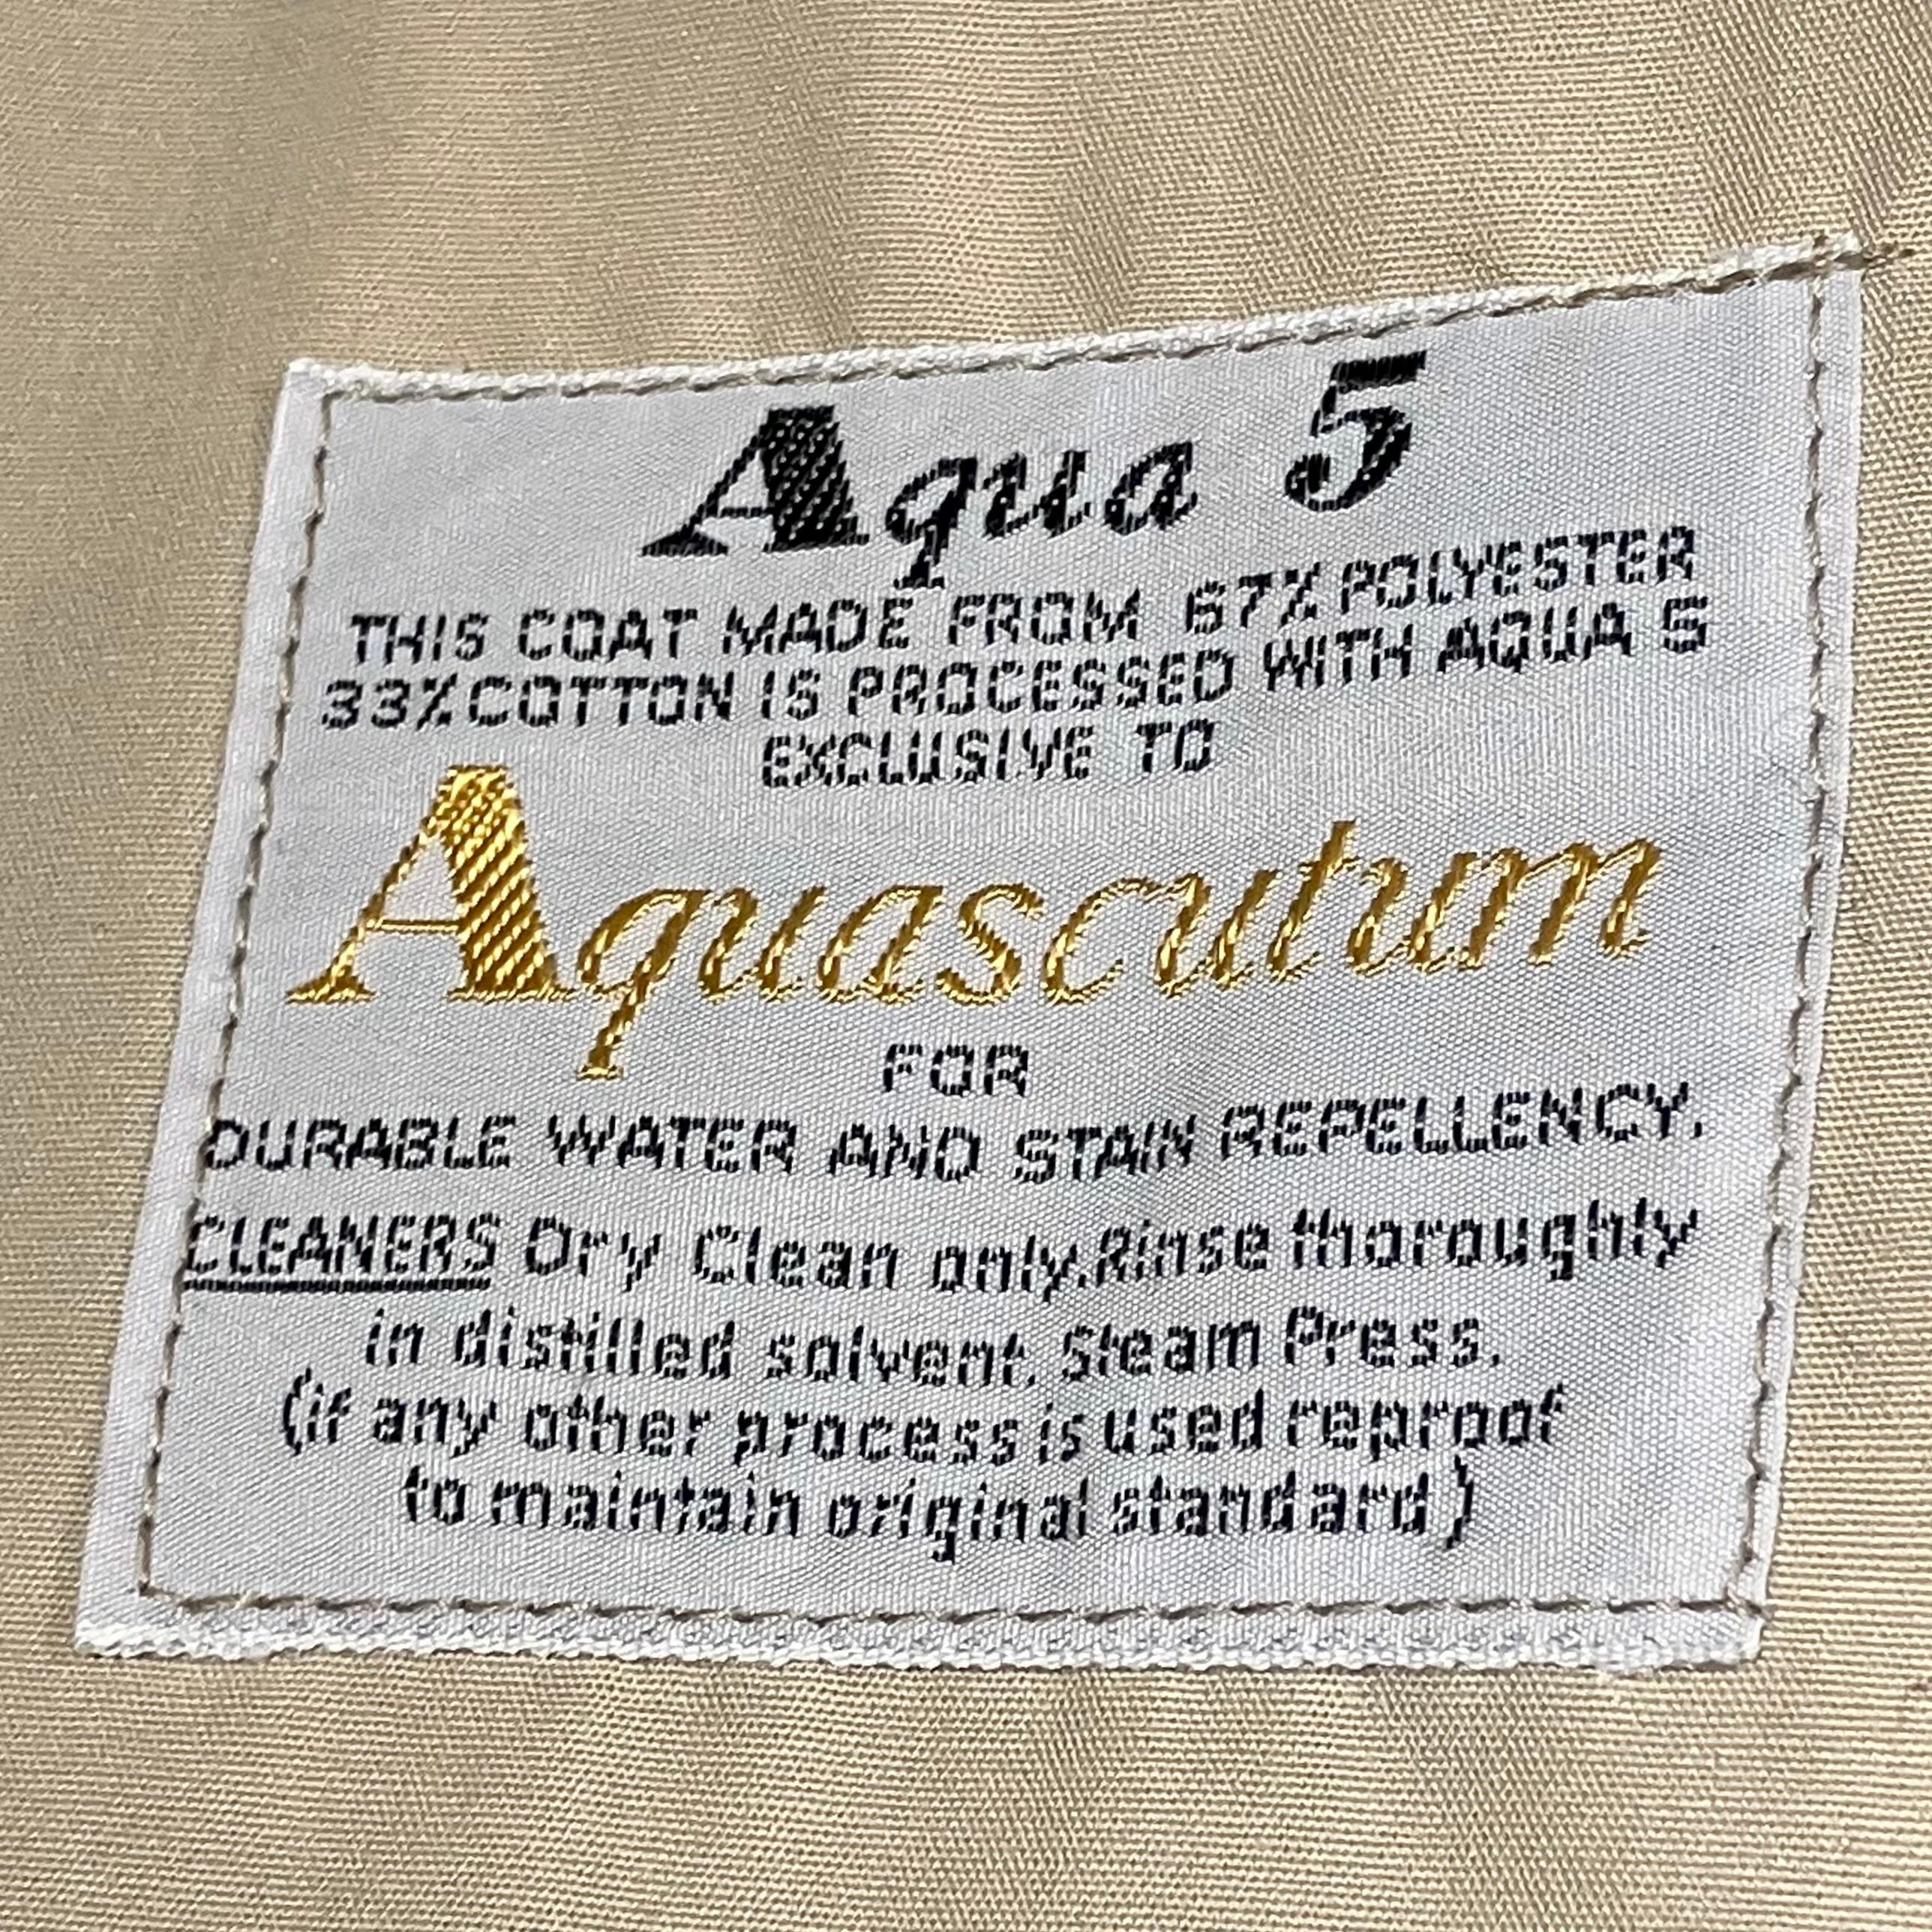 Aqua 5
THIS COAT MADE FROM 67% POLYESTER
33% COTTON IS PROCESSED WITH AQUA 5
EXCLUSIVE TO
Aquascutum
FOR
DURABLE WATER AND STAIN REPELLENCY.
CLEANERS Dry Clean only. Rinse thoroughly
in distilled solvent. Steam Press.
(if any other process is used reproof
to maintain original standard)